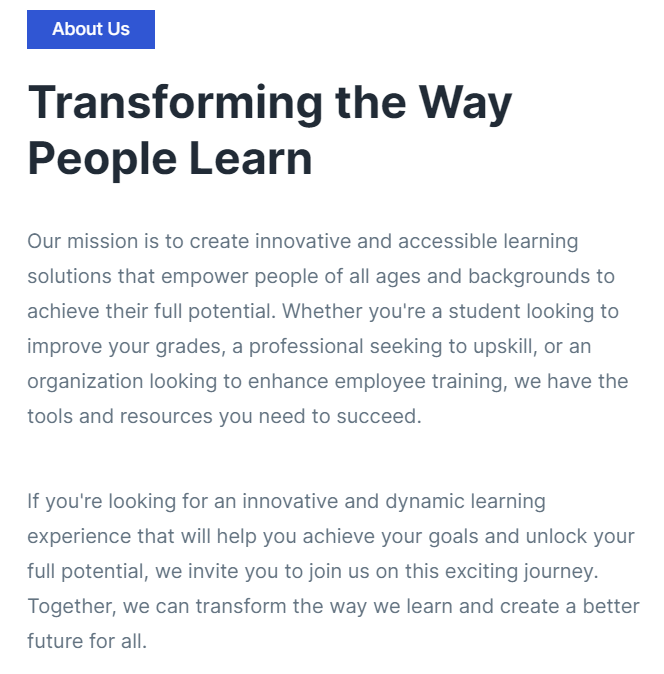 About Us
Transforming the Way
People Learn
Our mission is to create innovative and accessible learning
solutions that empower people of all ages and backgrounds to
achieve their full potential. Whether you're a student looking to
improve your grades, a professional seeking to upskill, or an
organization looking to enhance employee training, we have the
tools and resources you need to succeed.
If you're looking for an innovative and dynamic learning
experience that will help you achieve your goals and unlock your
full potential, we invite you to join us on this exciting journey.
Together, we can transform the way we learn and create a better
future for all.